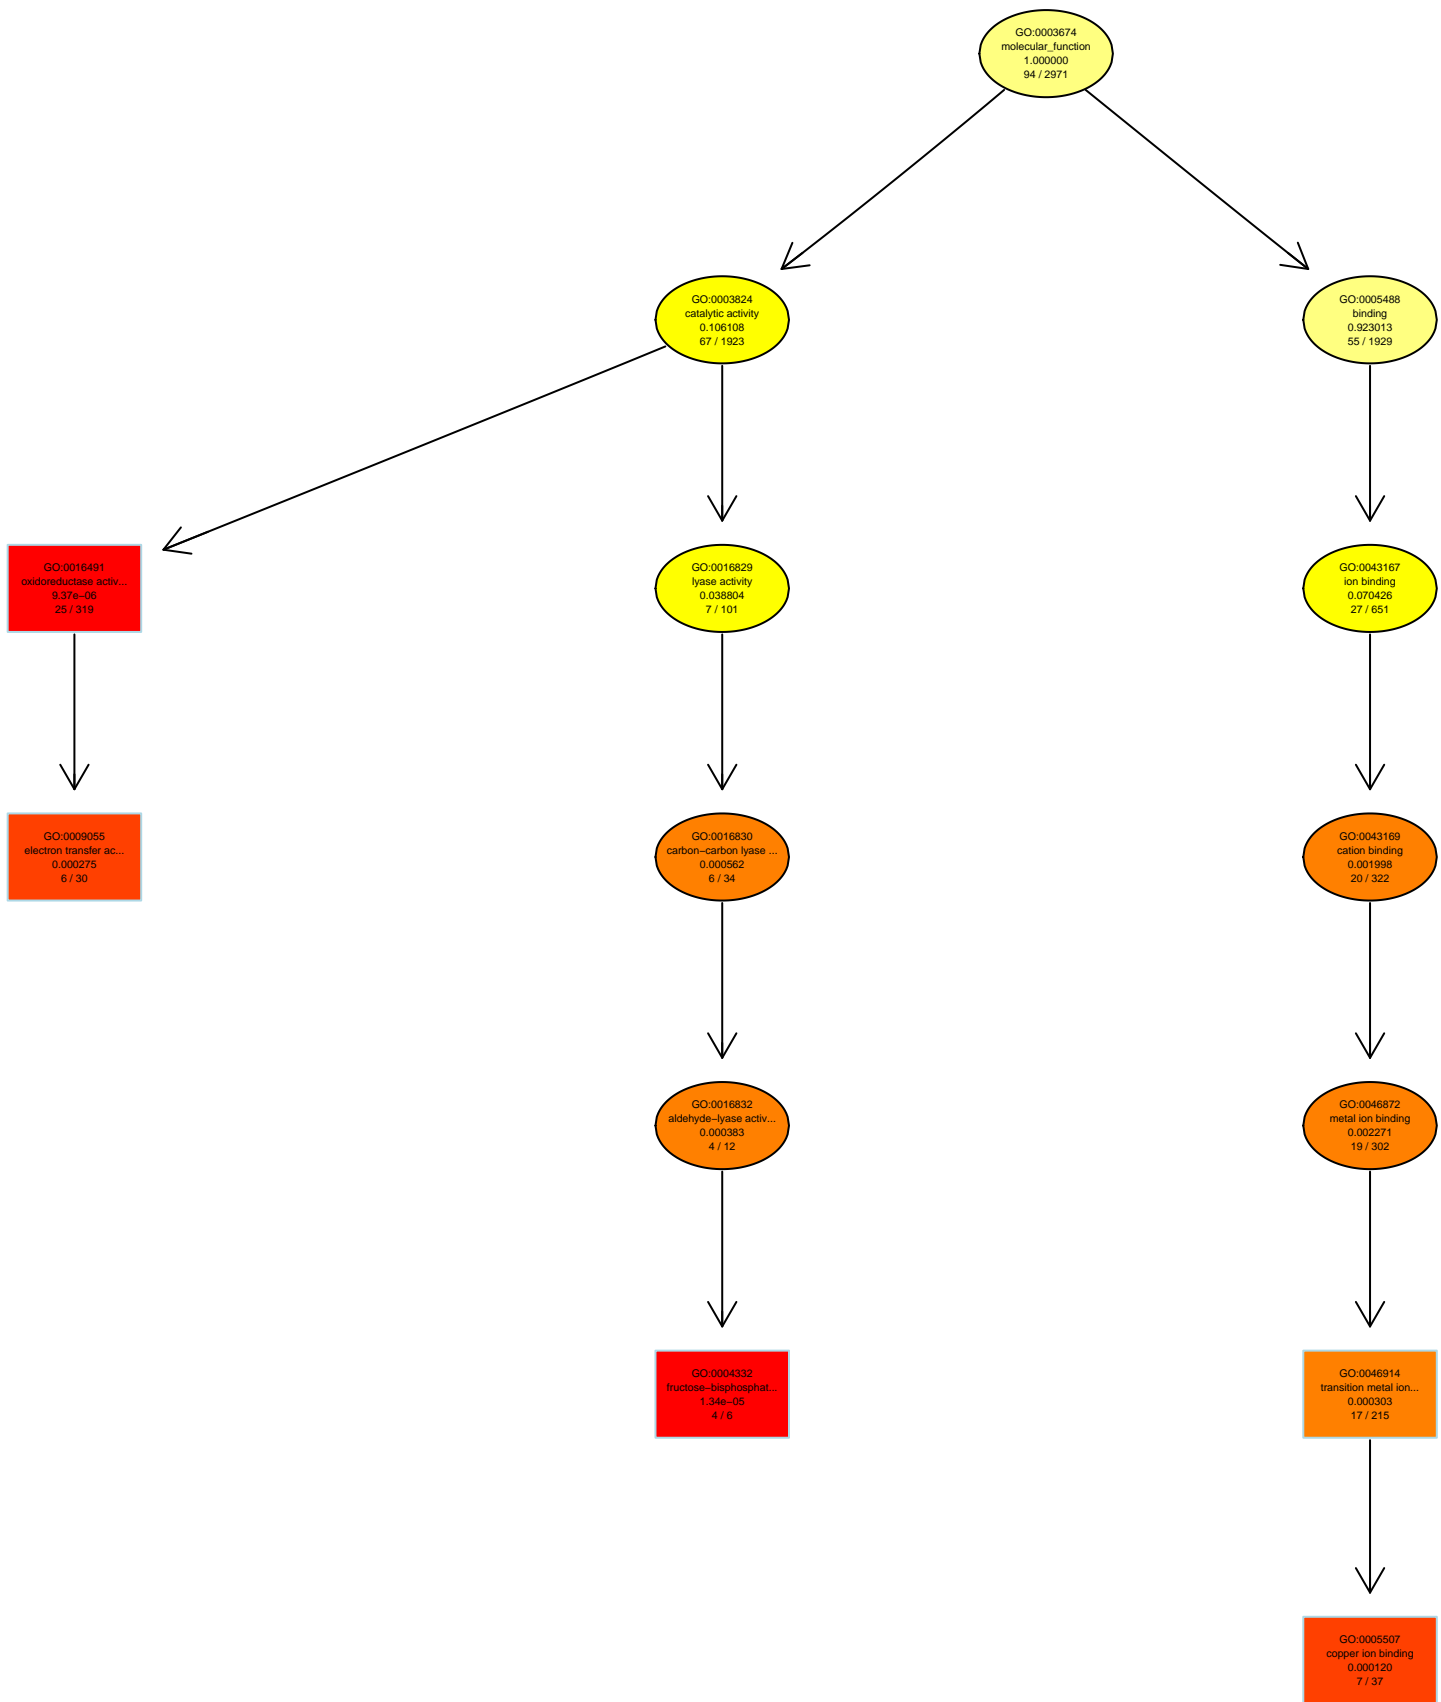 GO:0003674
molecular_function
1.000000
94 / 2971
GO:0003824
catalytic activity
0.106108
67 / 1923
GO:0005488
binding
0.923013
55 / 1929
GO:0016491
oxidoreductase activ...
9.37e−06
25 / 319
GO:0016829
lyase activity
0.038804
7 / 101
GO:0043167
ion binding
0.070426
27 / 651
GO:0009055
electron transfer ac...
0.000275
6 / 30
GO:0016830
carbon−carbon lyase ...
0.000562
6 / 34
GO:0043169
cation binding
0.001998
20 / 322
GO:0016832
aldehyde−lyase activ...
0.000383
4 / 12
GO:0046872
metal ion binding
0.002271
19 / 302
GO:0004332
fructose−bisphosphat...
1.34e−05
4 / 6
GO:0046914
transition metal ion...
0.000303
17 / 215
GO:0005507
copper ion binding
0.000120
7 / 37